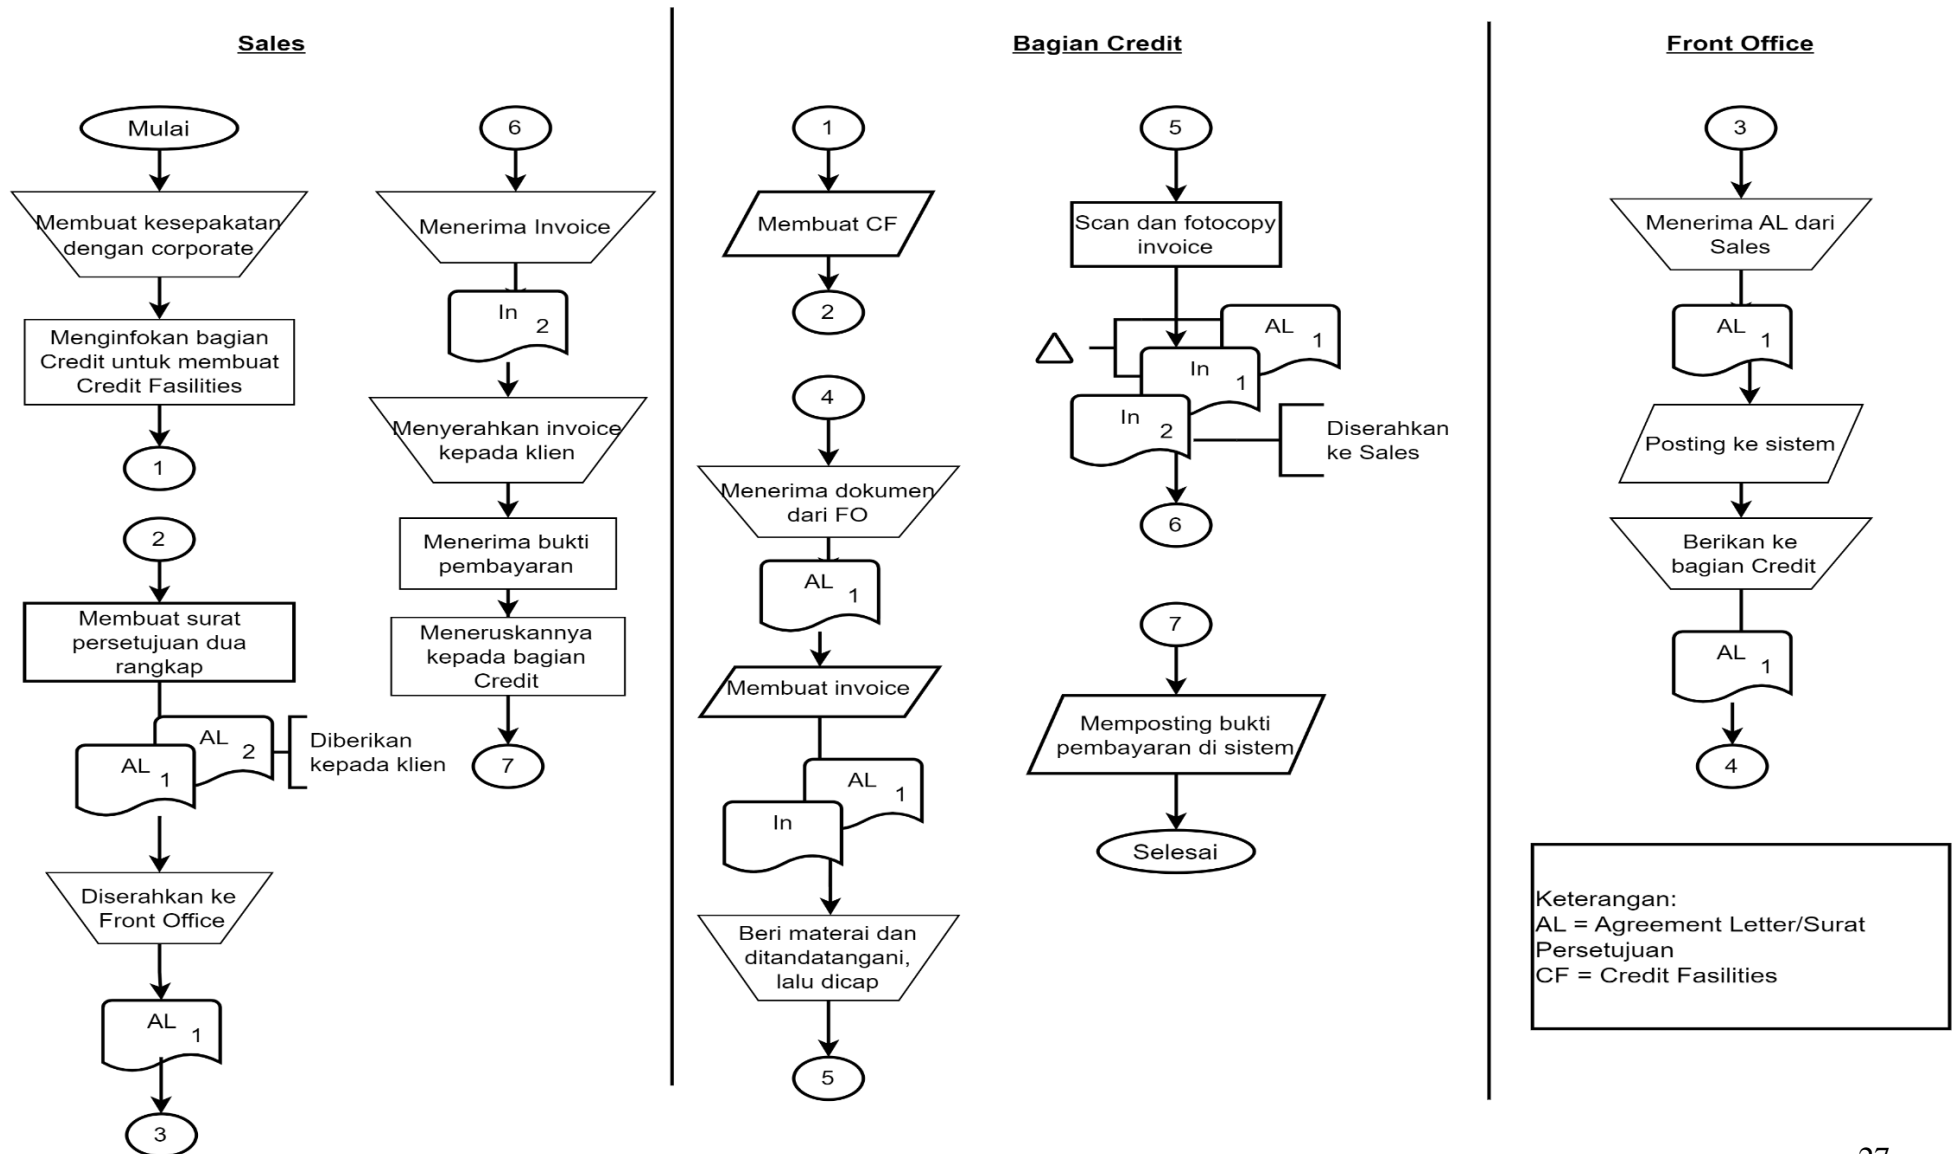 Sales
Mulai
Membuat kesepakatan
dengan corporate
Menginfokan bagian
Credit untuk membuat
Credit Fasilities
1
2
Membuat surat
persetujuan dua
rangkap
AL
2
AL
1
Diberikan
kepada klien
Diserahkan ke
Front Office
AL
1
3
6
Menerima Invoice
In
2
Menyerahkan invoice
kepada klien
Menerima bukti
pembayaran
Meneruskannya
kepada bagian
Credit
7
Bagian Credit
1
Membuat CF
2
4
Menerima dokumen
dari FO
AL
1
Membuat invoice
AL
1
In
Beri materai dan
ditandatangani,
lalu dicap
5
5
Scan dan fotocopy
invoice
AL
1
In
1
In
2
Diserahkan
ke Sales
6
7
Memposting bukti
pembayaran di sistem
Selesai
Front Office
3
Menerima AL dari
Sales
AL
1
Posting ke sistem
Berikan ke
bagian Credit
AL
1
4
Keterangan:
AL = Agreement Letter/Surat
Persetujuan
CF = Credit Fasilities
27